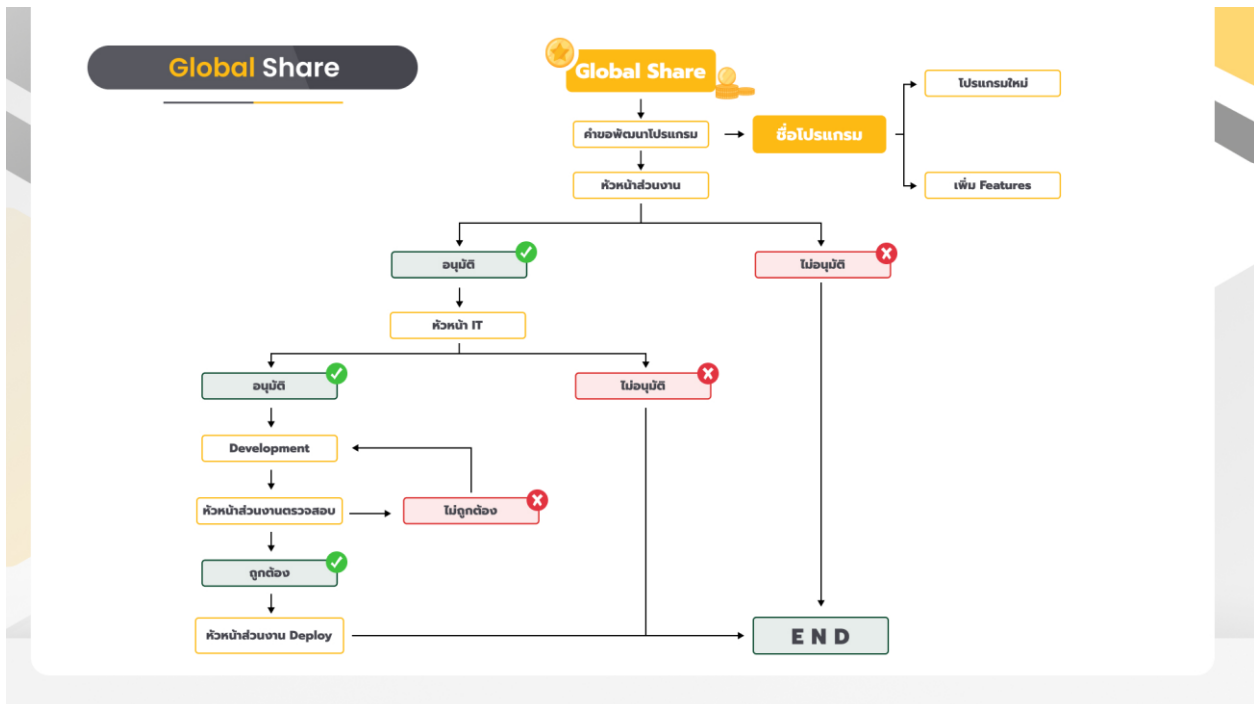 Global Share
Global Share
โปรแกรมใหม่
คำขอพัฒนาโปรแกรม
ชื่อโปรแกรม
หัวหน้าส่วนงาน
เพิ่ม Features
อนุมัติ
ไม่อนุมัติ
หัวหน้า IT
อนุมัติ
ไม่อนุมัติ
Development
หัวหน้าส่วนงานตรวจสอบ
ไม่ถูกต้อง
ถูกต้อง
หัวหน้าส่วนงาน Deploy
END